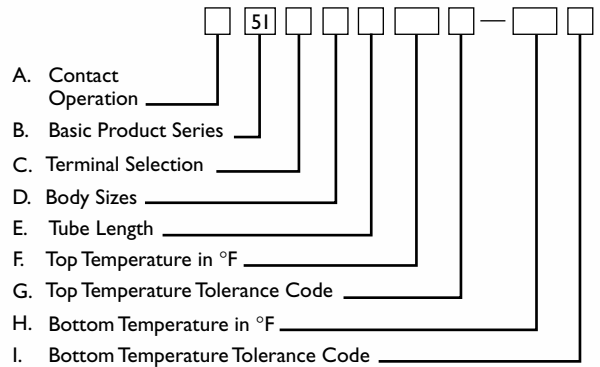 51
A. Contact
Operation
B. Basic Product Series
C. Terminal Selection
D. Body Sizes
E. Tube Length
F. Top Temperature in °F
G. Top Temperature Tolerance Code
H. Bottom Temperature in °F
I. Bottom Temperature Tolerance Code